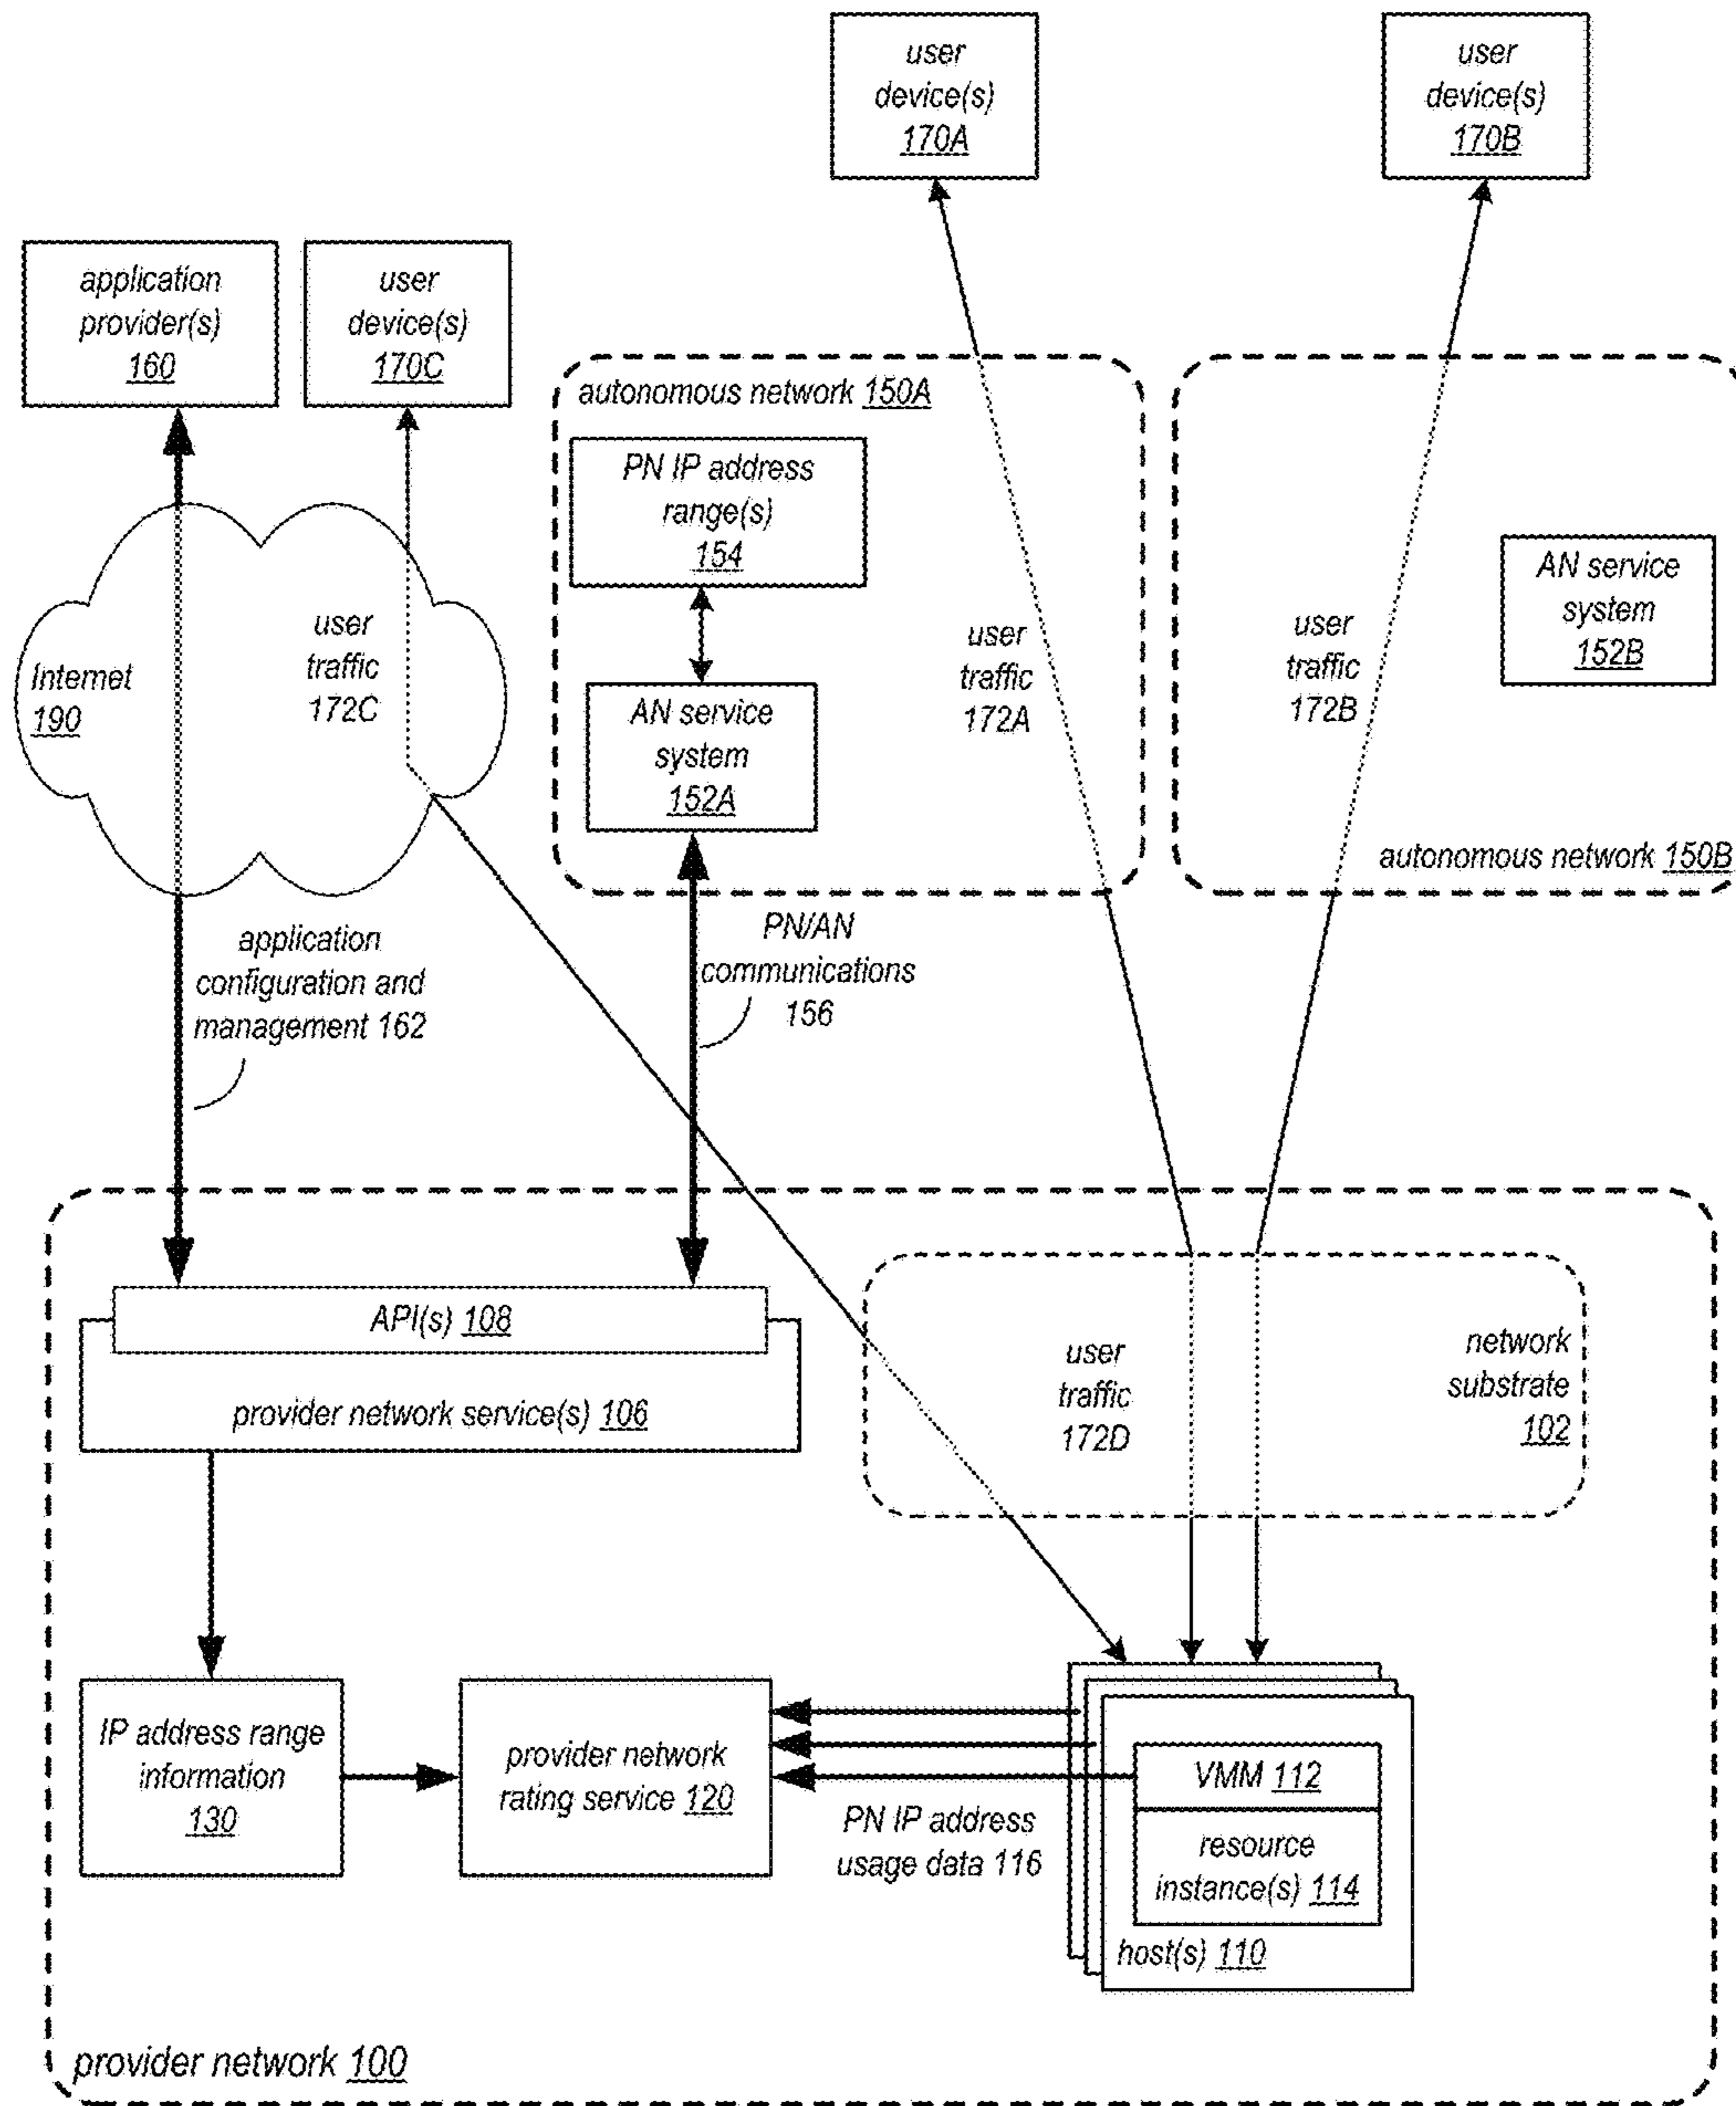 user
device(s)
170A
user
device(s)
170B
application
provider(s)
160
user
device(s)
170C
autonomous network 150A
PN IP address
range(s)
154
AN service
system
152A
user
traffic
172A
user
traffic
172B
AN service
system
152B
autonomous network 150B
Internet
190
user
traffic
172C
application
configuration and
management 162
PN/AN
communications
156
API(s) 108
provider network service(s) 106
user
traffic
172D
network
substrate
102
IP address range
information
130
provider network
rating service 120
PN IP address
usage data 116
VMM 112
resource
instance(s) 114
host(s) 110
provider network 100